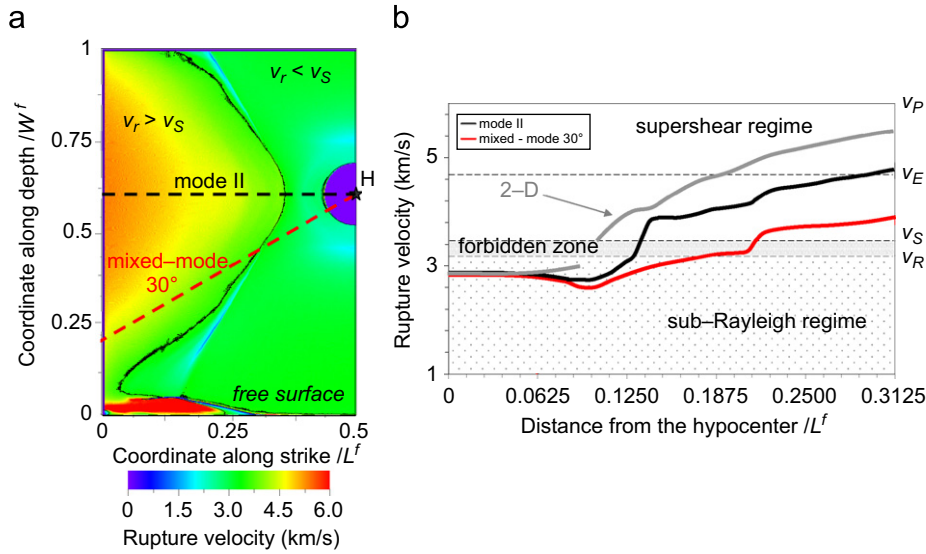 a
1
0.75
0.5
0.25
0
Coordinate along depth /W^f
v_r > v_S
v_r < v_S
mode II
H
mixed–mode
30°
free surface
0
0.25
0.5
Coordinate along strike /L^f
0
1.5
3.0
4.5
6.0
Rupture velocity (km/s)
b
mode II
mixed - mode 30°
supershear regime
2–D
forbidden zone
sub–Rayleigh regime
v_P
v_E
v_S
v_R
5
3
1
Rupture velocity (km/s)
0
0.0625
0.1250
0.1875
0.2500
0.3125
Distance from the hypocenter /L^f